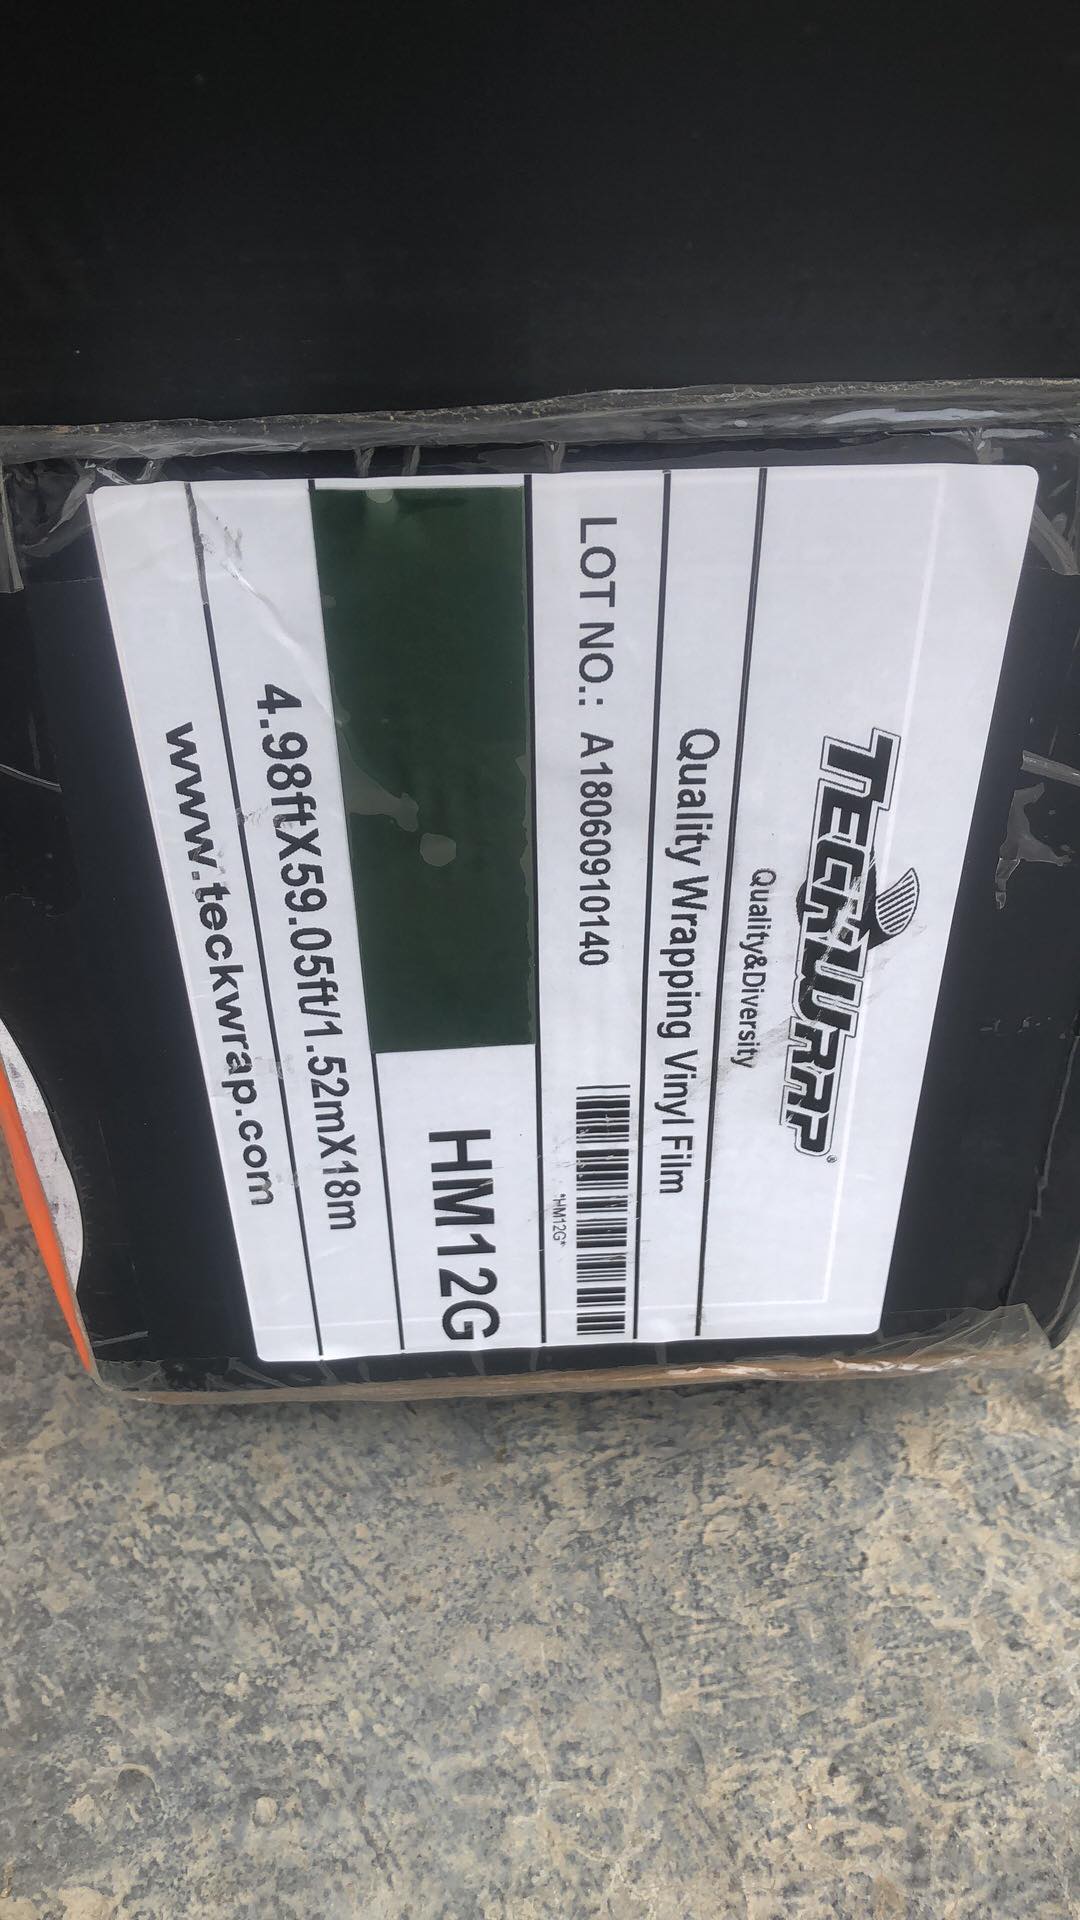 TECKWRAP®
Quality&Diversity
Quality Wrapping Vinyl Film
LOT NO.: A18060910140
*HM12G*
HM12G
4.98ftX59.05ft/1.52mX18m
www.teckwrap.com